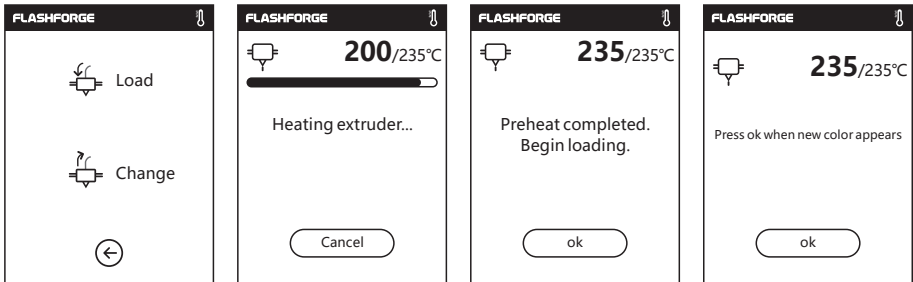 FLASHFORGE
Load
Change
FLASHFORGE
200/235℃
Heating extruder...
Cancel
FLASHFORGE
235/235℃
Preheat completed.
Begin loading.
ok
FLASHFORGE
235/235℃
Press ok when new color appears
ok